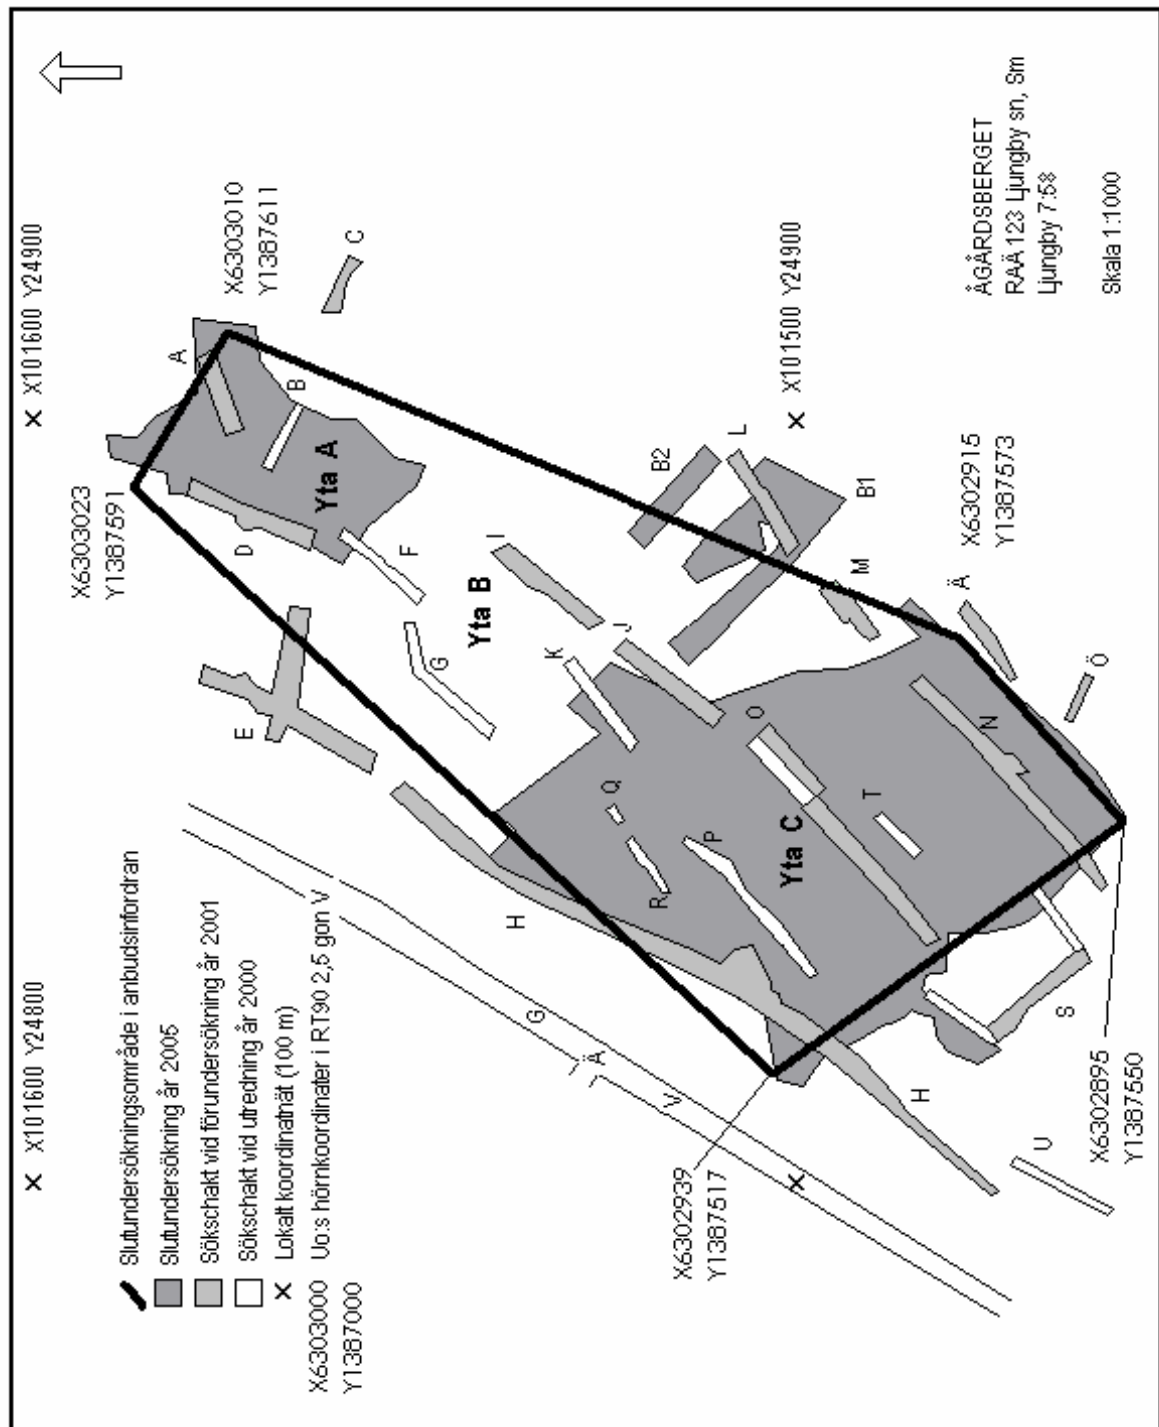 X101600 Y24800
X101600 Y24900
Slutundersökningsområde i anbudsinfordran
Slutundersökning år 2005
Sökschakt vid förundersökning år 2001
Sökschakt vid utredning år 2000
Lokalt koordinatnät (100 m)
X6303000 Uo:s hörnkoordinater i RT90 2,5 gon V
Y1387000
X6303023
Y1387591
X6303010
Y1387611
A
B
C
D
E
F
G
H
I
J
K
L
M
N
O
P
Q
R
S
T
U
Ä
Ö
B1
B2
H
Yta A
Yta B
Yta C
G
Ä
V
X101500 Y24900
X6302915
Y1387573
X6302939
Y1387517
X6302895
Y1387550
ÅGÅRDSBERGET
RAÄ 123 Ljungby sn, Sm
Ljungby 7:58
Skala 1:1000